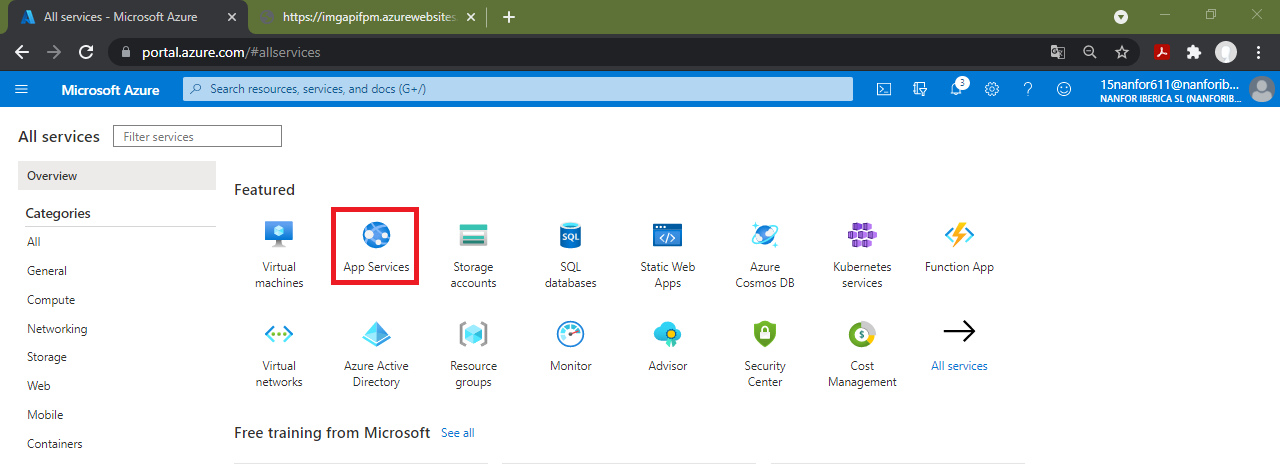 All services - Microsoft Azure
https://imgapifpm.azurewebsites
portal.azure.com/#allservices
Microsoft Azure
Search resources, services, and docs (G+/)
3
15nanfor611@nanforib...
NANFOR IBERICA SL (NANFORIB...
All services
Filter services
Overview
Categories
All
General
Compute
Networking
Storage
Web
Mobile
Containers
Featured
Virtual
machines
App Services
Storage
accounts
SQL
SQL
databases
Static Web
Apps
Azure
Cosmos DB
Kubernetes
services
Function App
Virtual
networks
Azure Active
Directory
Resource
groups
Monitor
Advisor
Security
Center
$
Cost
Management
All services
Free training from Microsoft See all